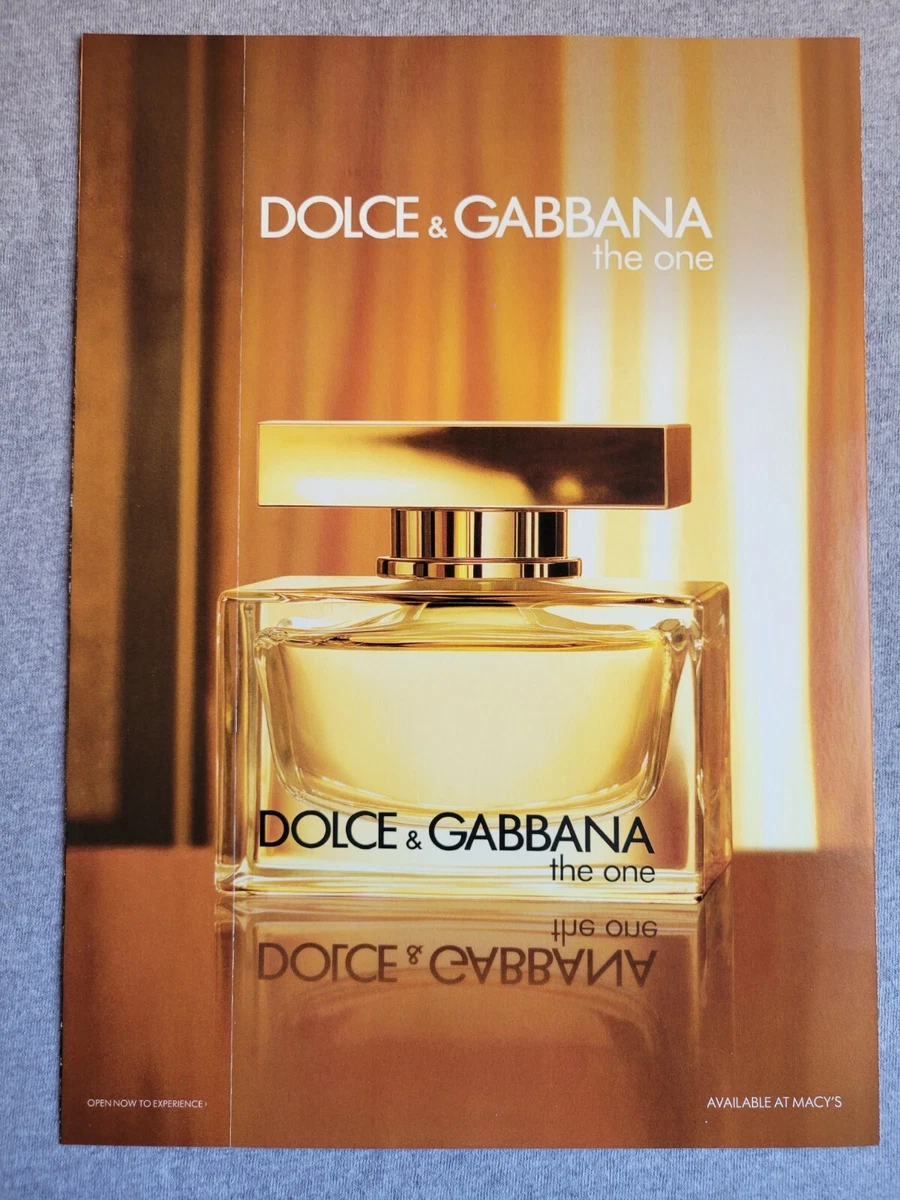 DOLCE & GABBANA
the one
DOLCE & GABBANA
the one
the one
DOLCE & GABBANA
OPEN NOW TO EXPERIENCE ›
AVAILABLE AT MACY'S